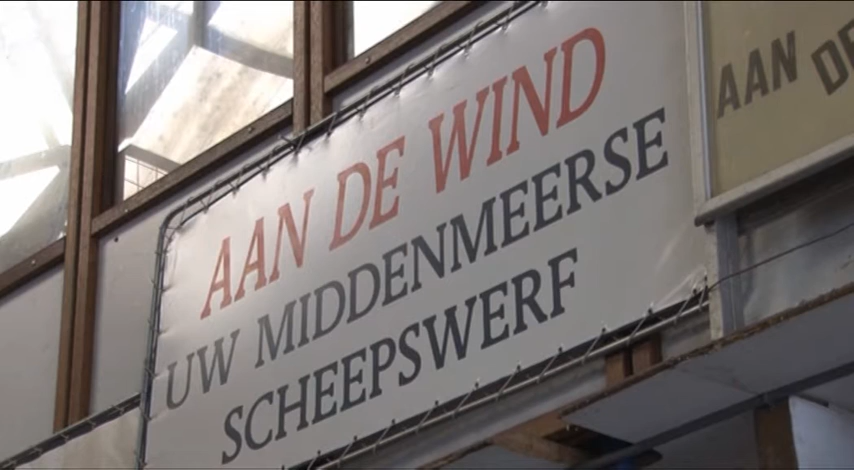 AAN DE WIND
UW MIDDENMEERSE
SCHEEPSWERF
AAN DE